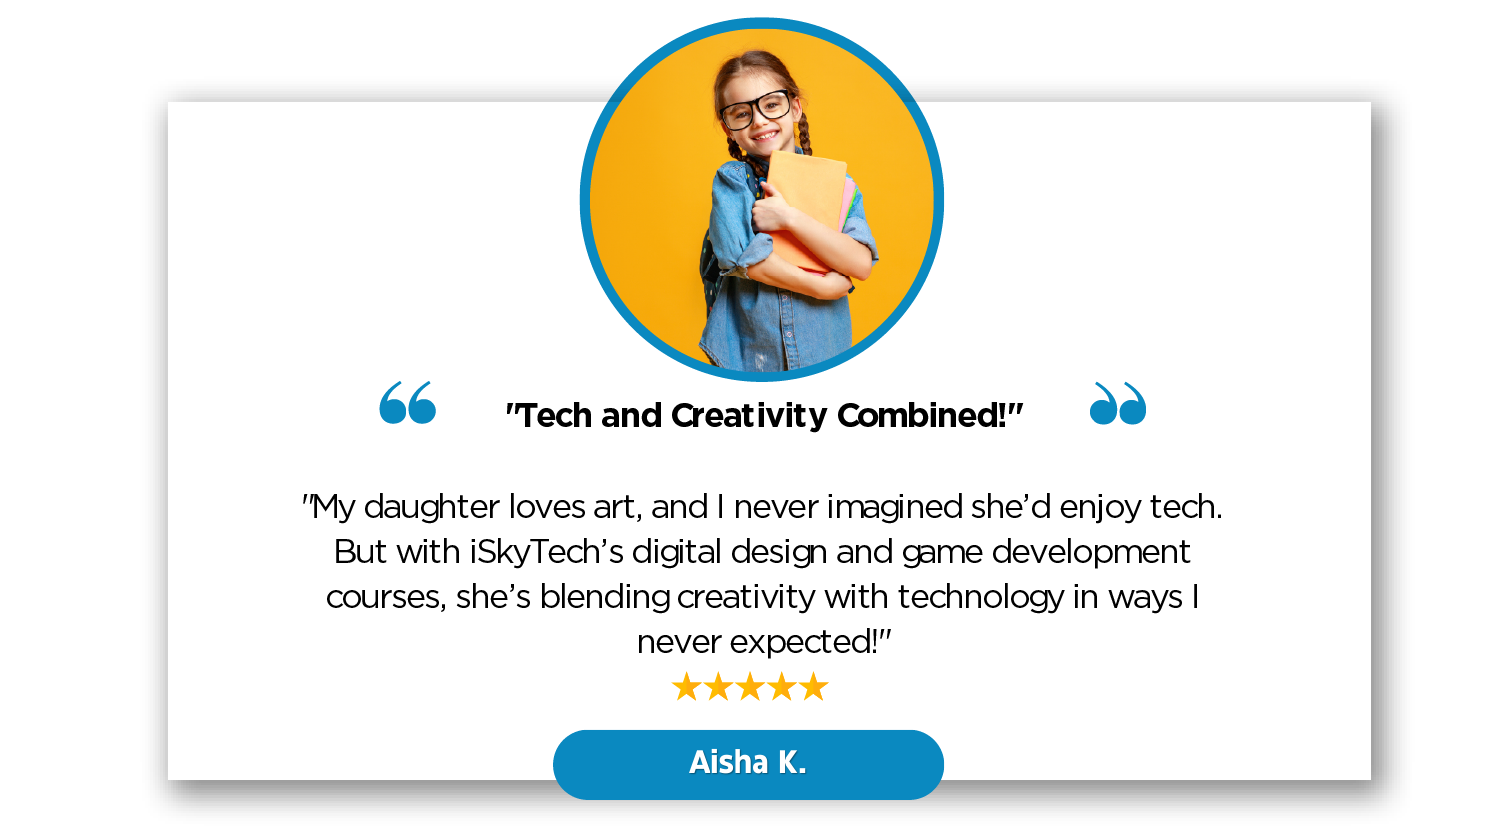 "Tech and Creativity Combined!"
"My daughter loves art, and I never imagined she’d enjoy tech.
But with iSkyTech’s digital design and game development
courses, she’s blending creativity with technology in ways I
never expected!"
Aisha K.